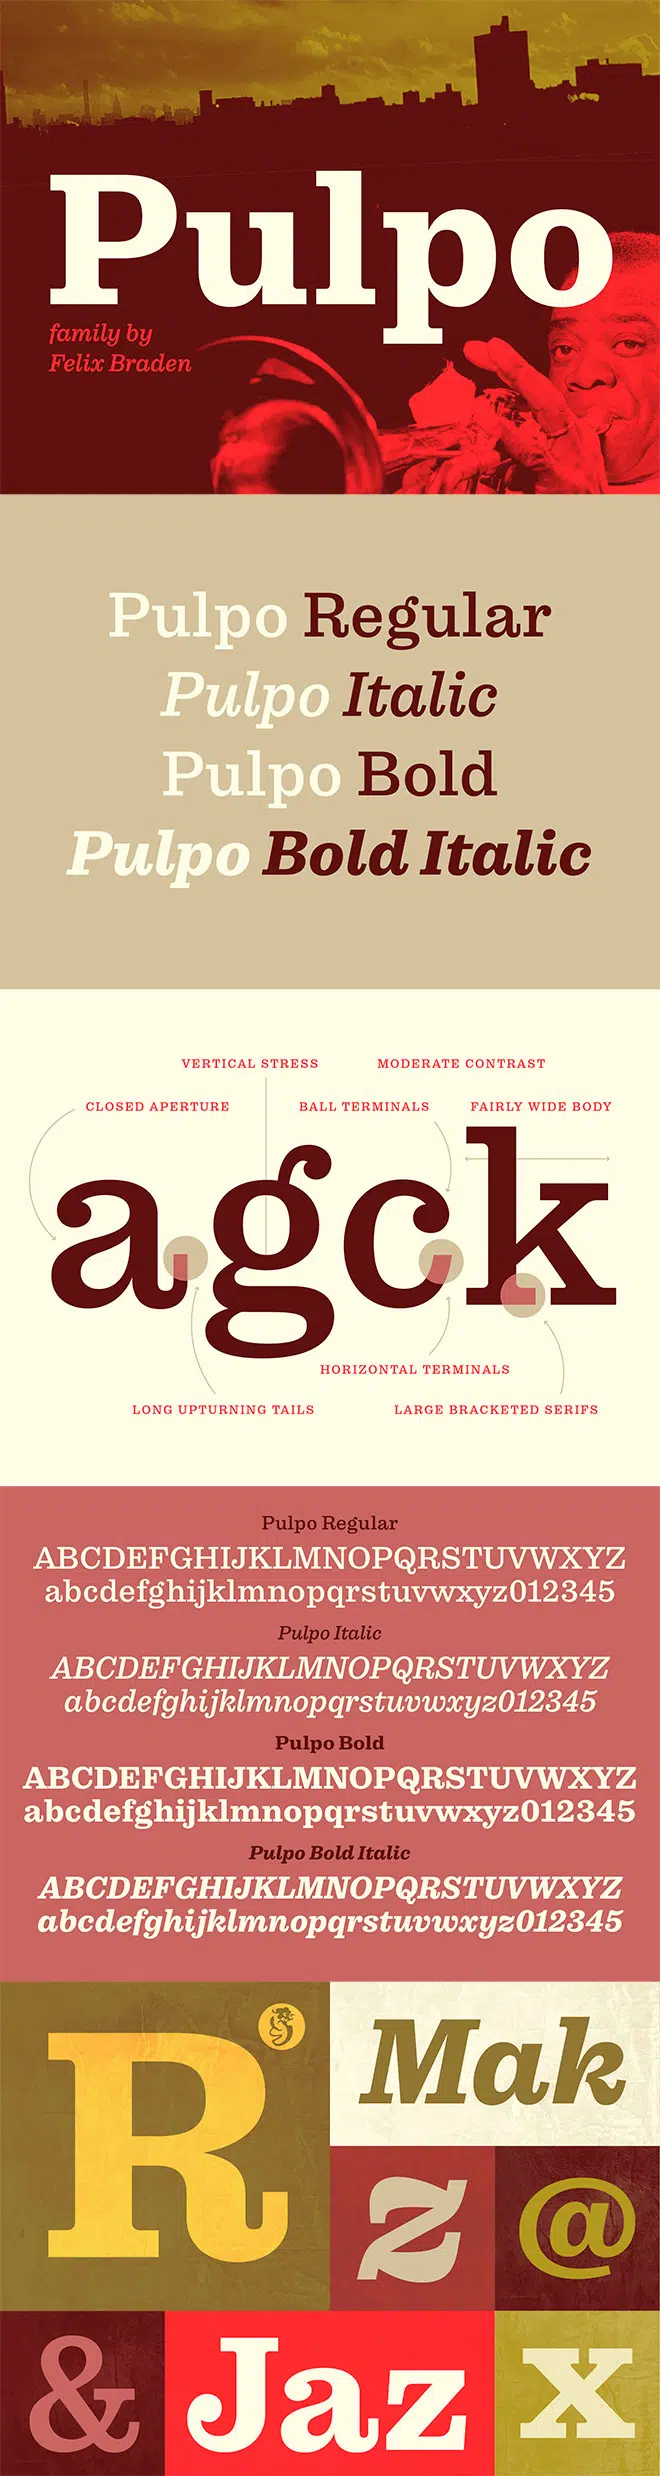 Pulpo
family by
Felix Braden
Pulpo Regular
Pulpo Italic
Pulpo Bold
Pulpo Bold Italic
VERTICAL STRESS
MODERATE CONTRAST
CLOSED APERTURE
BALL TERMINALS
FAIRLY WIDE BODY
agck
HORIZONTAL TERMINALS
LONG UPTURNING TAILS
LARGE BRACKETED SERIFS
Pulpo Regular
ABCDEFGHIJKLMNOPQRSTUVWXYZ
abcdefghijklmnopqrstuvwxyz012345
Pulpo Italic
ABCDEFGHIJKLMNOPQRSTUVWXYZ
abcdefghijklmnopqrstuvwxyz012345
Pulpo Bold
ABCDEFGHIJKLMNOPQRSTUVWXYZ
abcdefghijklmnopqrstuvwxyz012345
Pulpo Bold Italic
ABCDEFGHIJKLMNOPQRSTUVWXYZ
abcdefghijklmnopqrstuvwxyz012345
R
Mak
z
@
&
Jaz
x